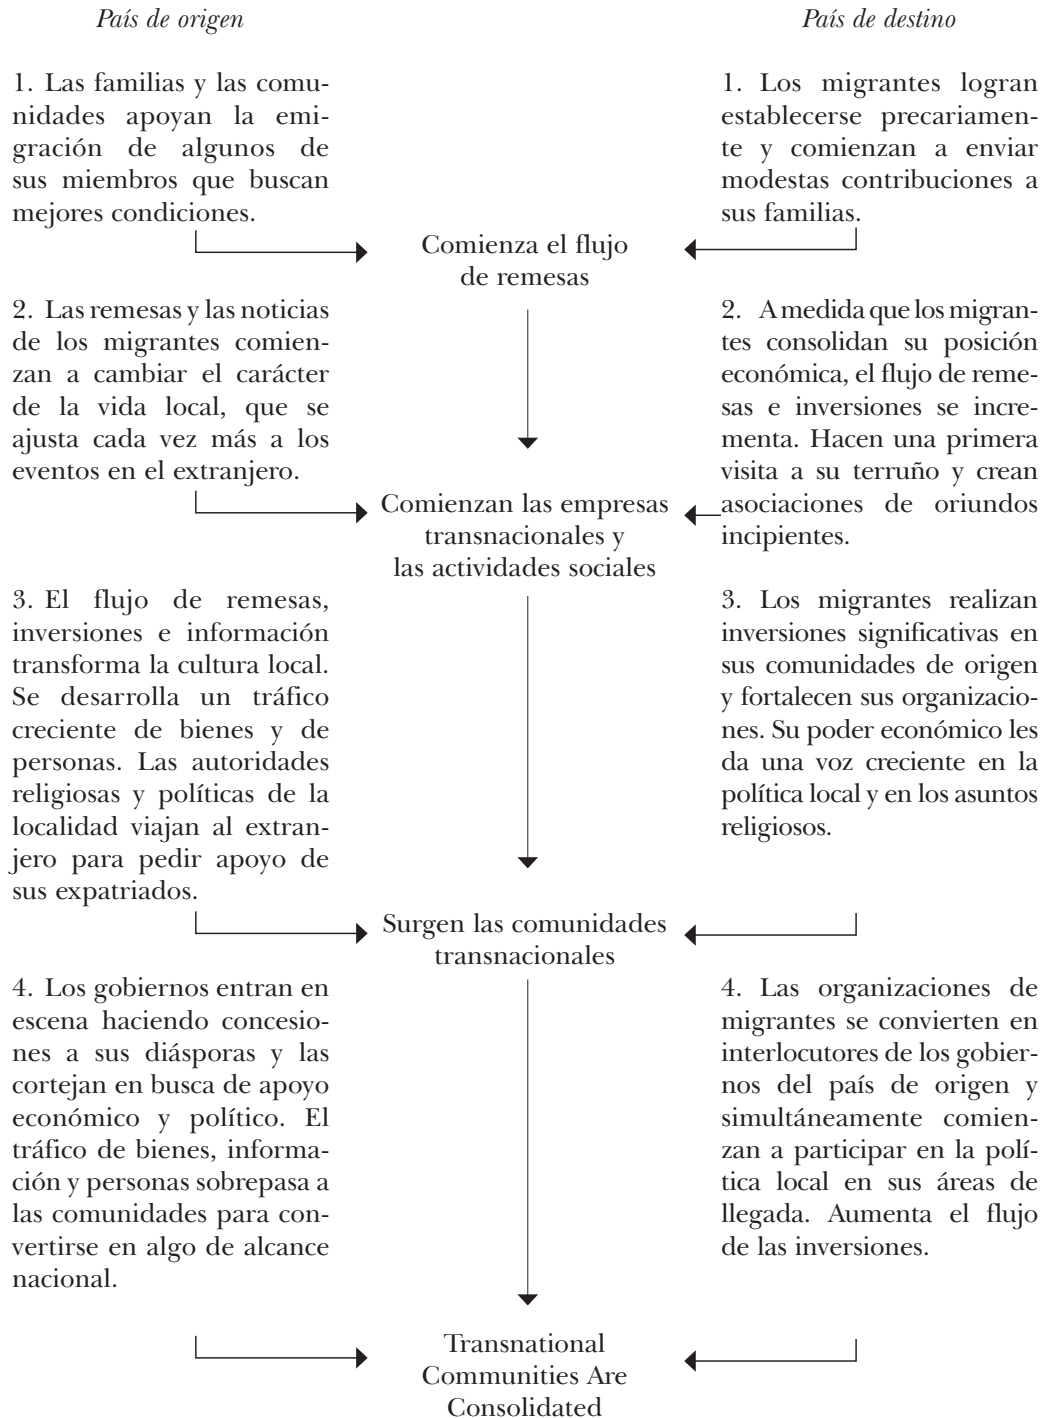 País de origen
País de destino
1. Las familias y las comu-
nidades apoyan la emi-
gración de algunos de
sus miembros que buscan
mejores condiciones.
1. Los migrantes logran
establecerse precariamen-
te y comienzan a enviar
modestas contribuciones a
sus familias.
Comienza el flujo
de remesas
2. Las remesas y las noticias
de los migrantes comien-
zan a cambiar el carácter
de la vida local, que se
ajusta cada vez más a los
eventos en el extranjero.
2. A medida que los migran-
tes consolidan su posición
económica, el flujo de reme-
sas e inversiones se incre-
menta. Hacen una primera
visita a su terruño y crean
asociaciones de oriundos
incipientes.
Comienzan las empresas
transnacionales y
las actividades sociales
3. El flujo de remesas,
inversiones e información
transforma la cultura local.
Se desarrolla un tráfico
creciente de bienes y de
personas. Las autoridades
religiosas y políticas de la
localidad viajan al extran-
jero para pedir apoyo de
sus expatriados.
3. Los migrantes realizan
inversiones significativas en
sus comunidades de origen
y fortalecen sus organizacio-
nes. Su poder económico les
da una voz creciente en la
política local y en los asuntos
religiosos.
Surgen las comunidades
transnacionales
4. Los gobiernos entran en
escena haciendo concesio-
nes a sus diásporas y las
cortejan en busca de apoyo
económico y político. El
tráfico de bienes, informa-
ción y personas sobrepasa a
las comunidades para con-
vertirse en algo de alcance
nacional.
4. Las organizaciones de
migrantes se convierten en
interlocutores de los gobier-
nos del país de origen y
simultáneamente comien-
zan a participar en la polí-
tica local en sus áreas de
llegada. Aumenta el flujo
de las inversiones.
Transnational
Communities Are
Consolidated